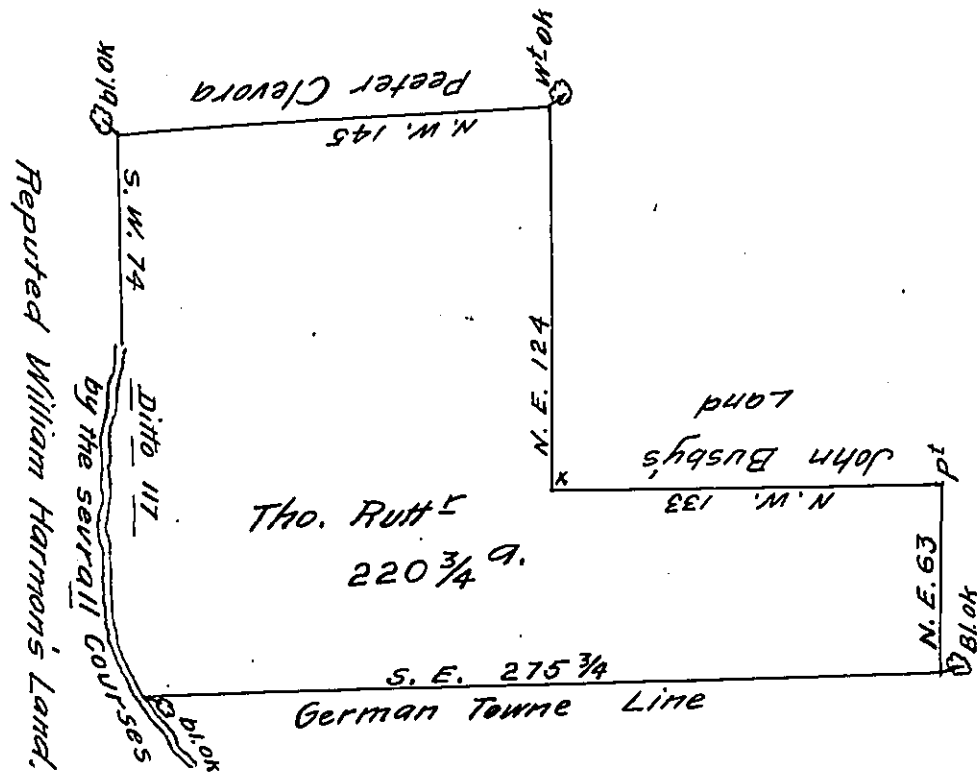 bl.ok
Peeter Clevora
N.W. 145
Wt ok
S. W. 74
N. E. 124
Land
John Busby's
N. W. 133
pt
N. E. 63
Bl. ok
Ditto 117
by the sevrall Courses
Reputed William Harmon's Land.
Tho.Ruttr
220 3/4 a.
S. E. 275 3/4
German Towne Line
bl. ok
x